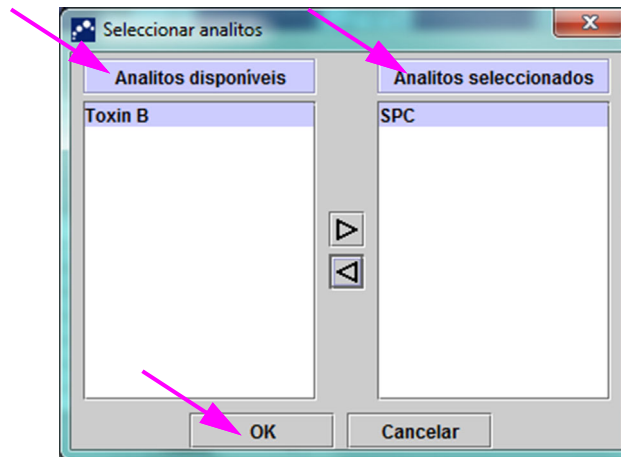 Seleccionar analitos
Analitos disponíveis
Analitos seleccionados
Toxin B
SPC
OK
Cancelar